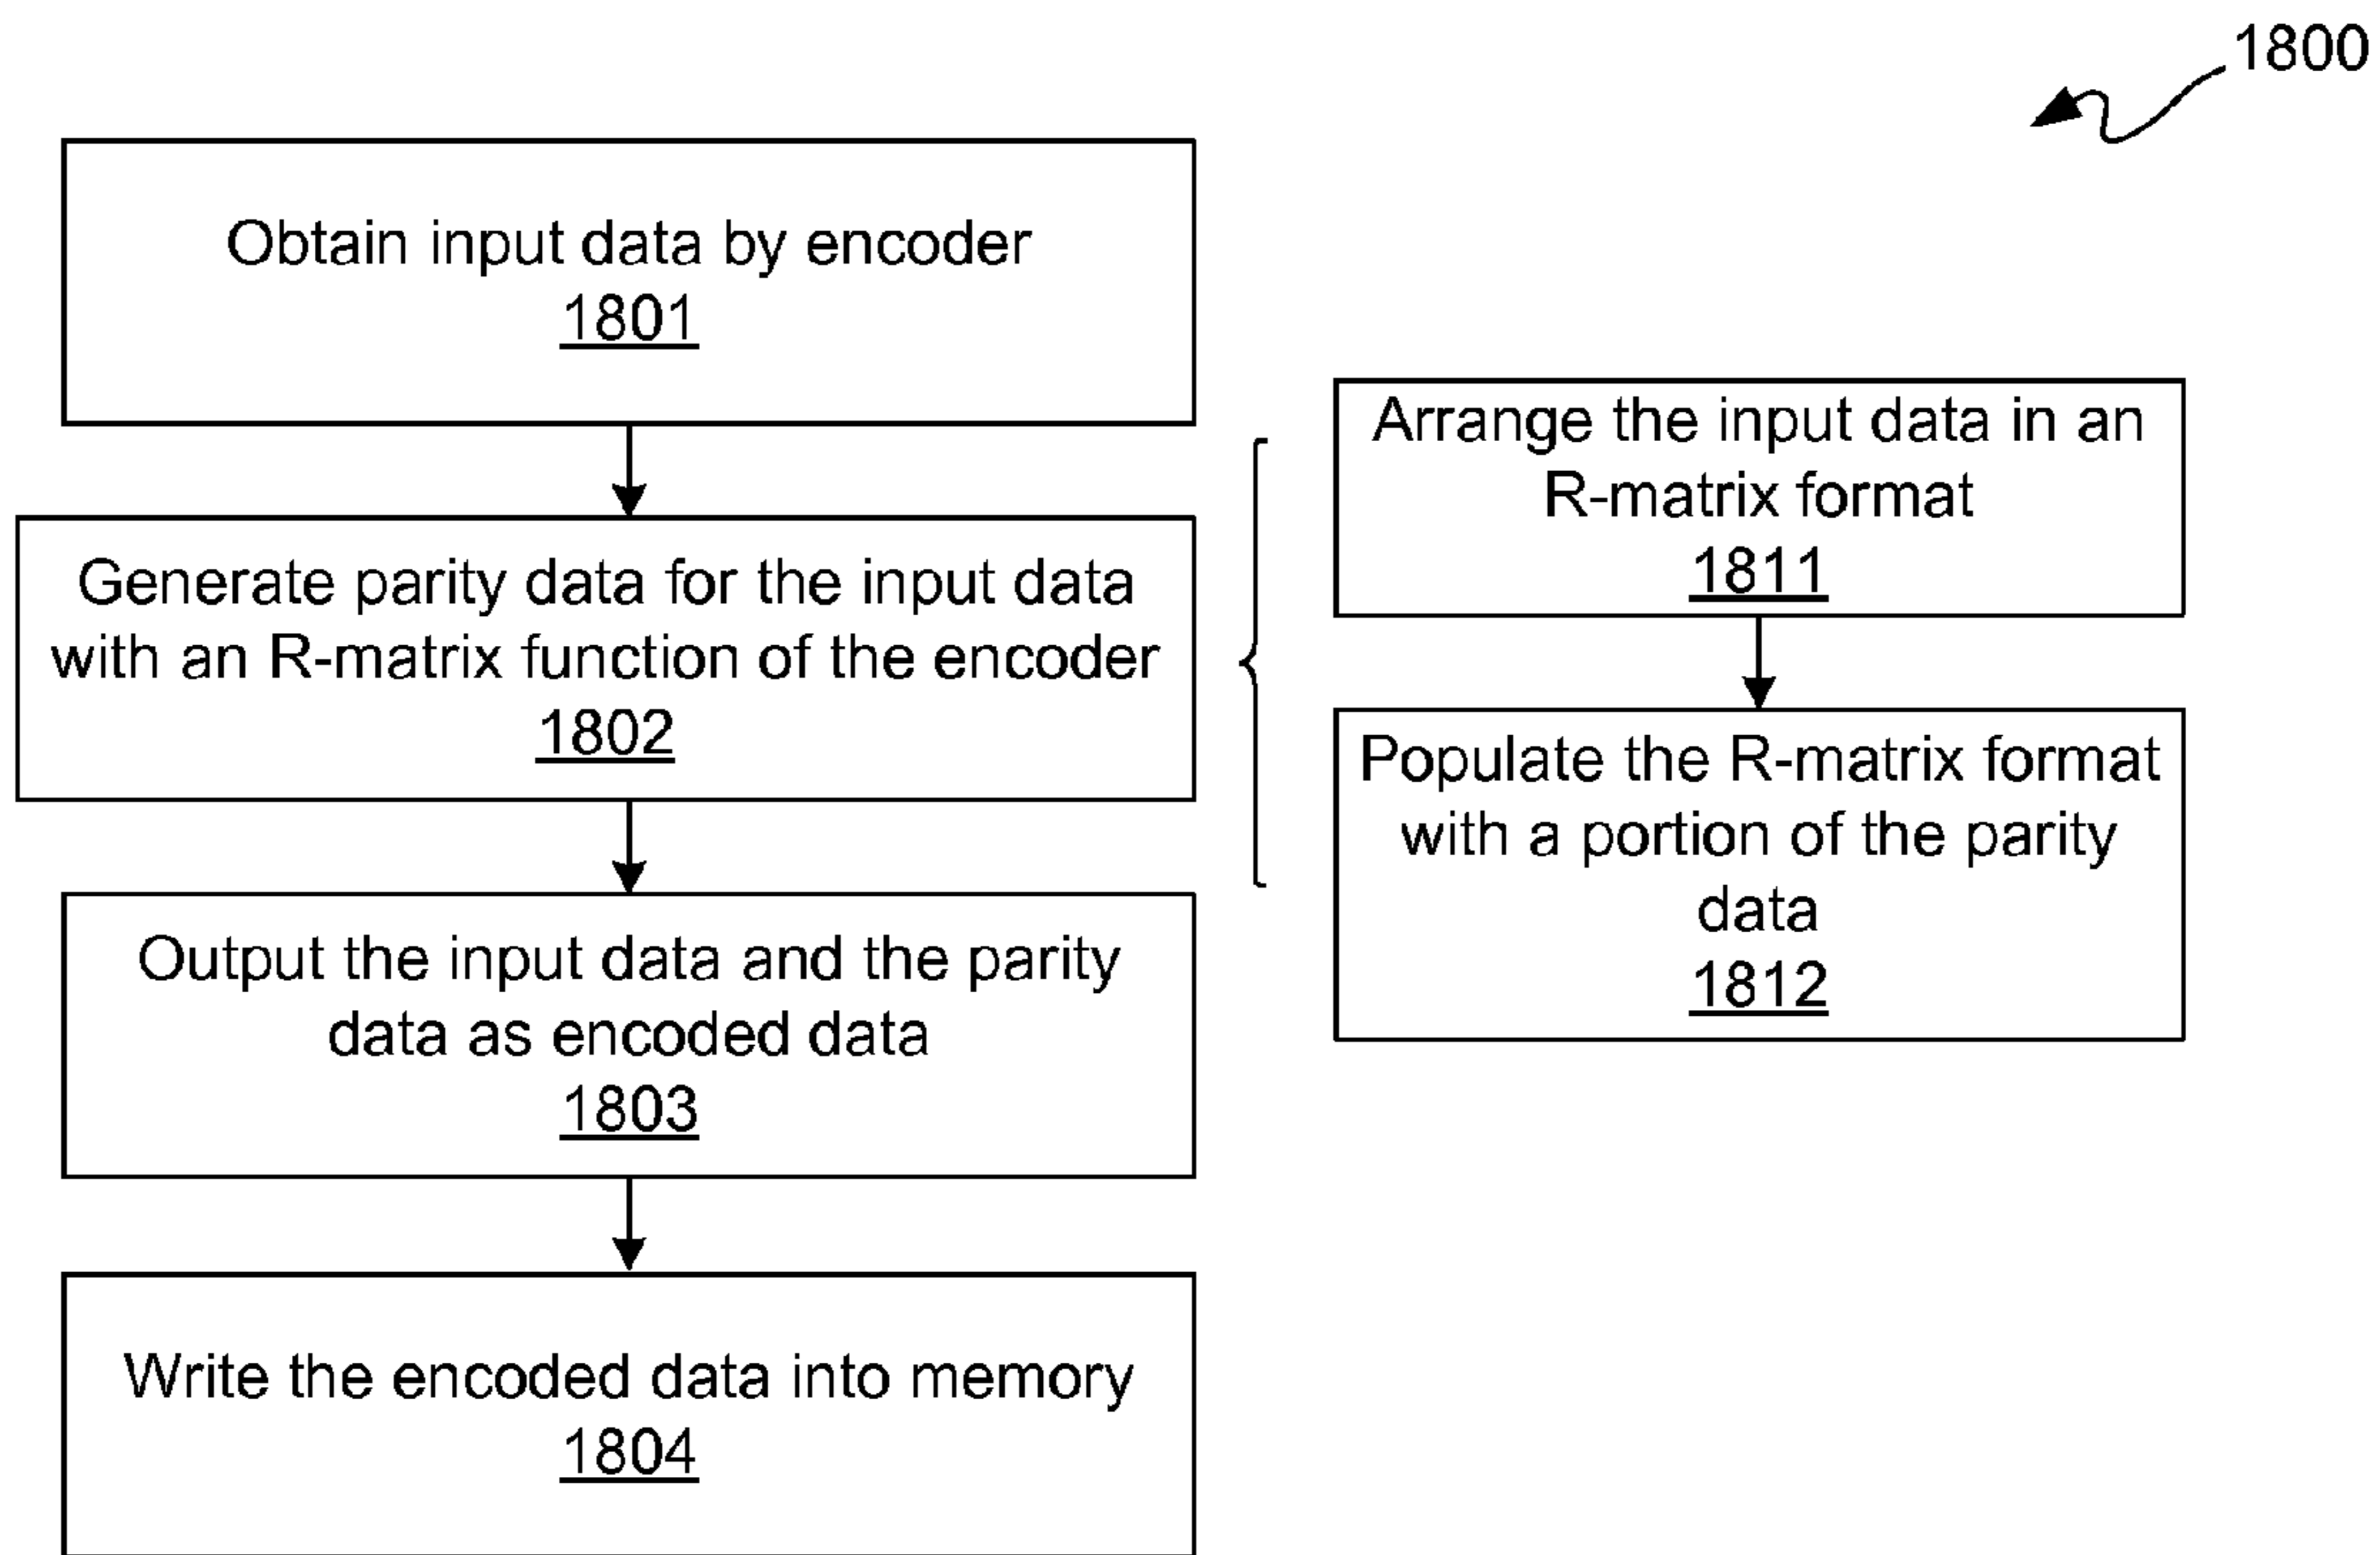 1800
Obtain input data by encoder
1801
Generate parity data for the input data
with an R-matrix function of the encoder
1802
Output the input data and the parity
data as encoded data
1803
Write the encoded data into memory
1804
Arrange the input data in an
R-matrix format
1811
Populate the R-matrix format
with a portion of the parity
data
1812